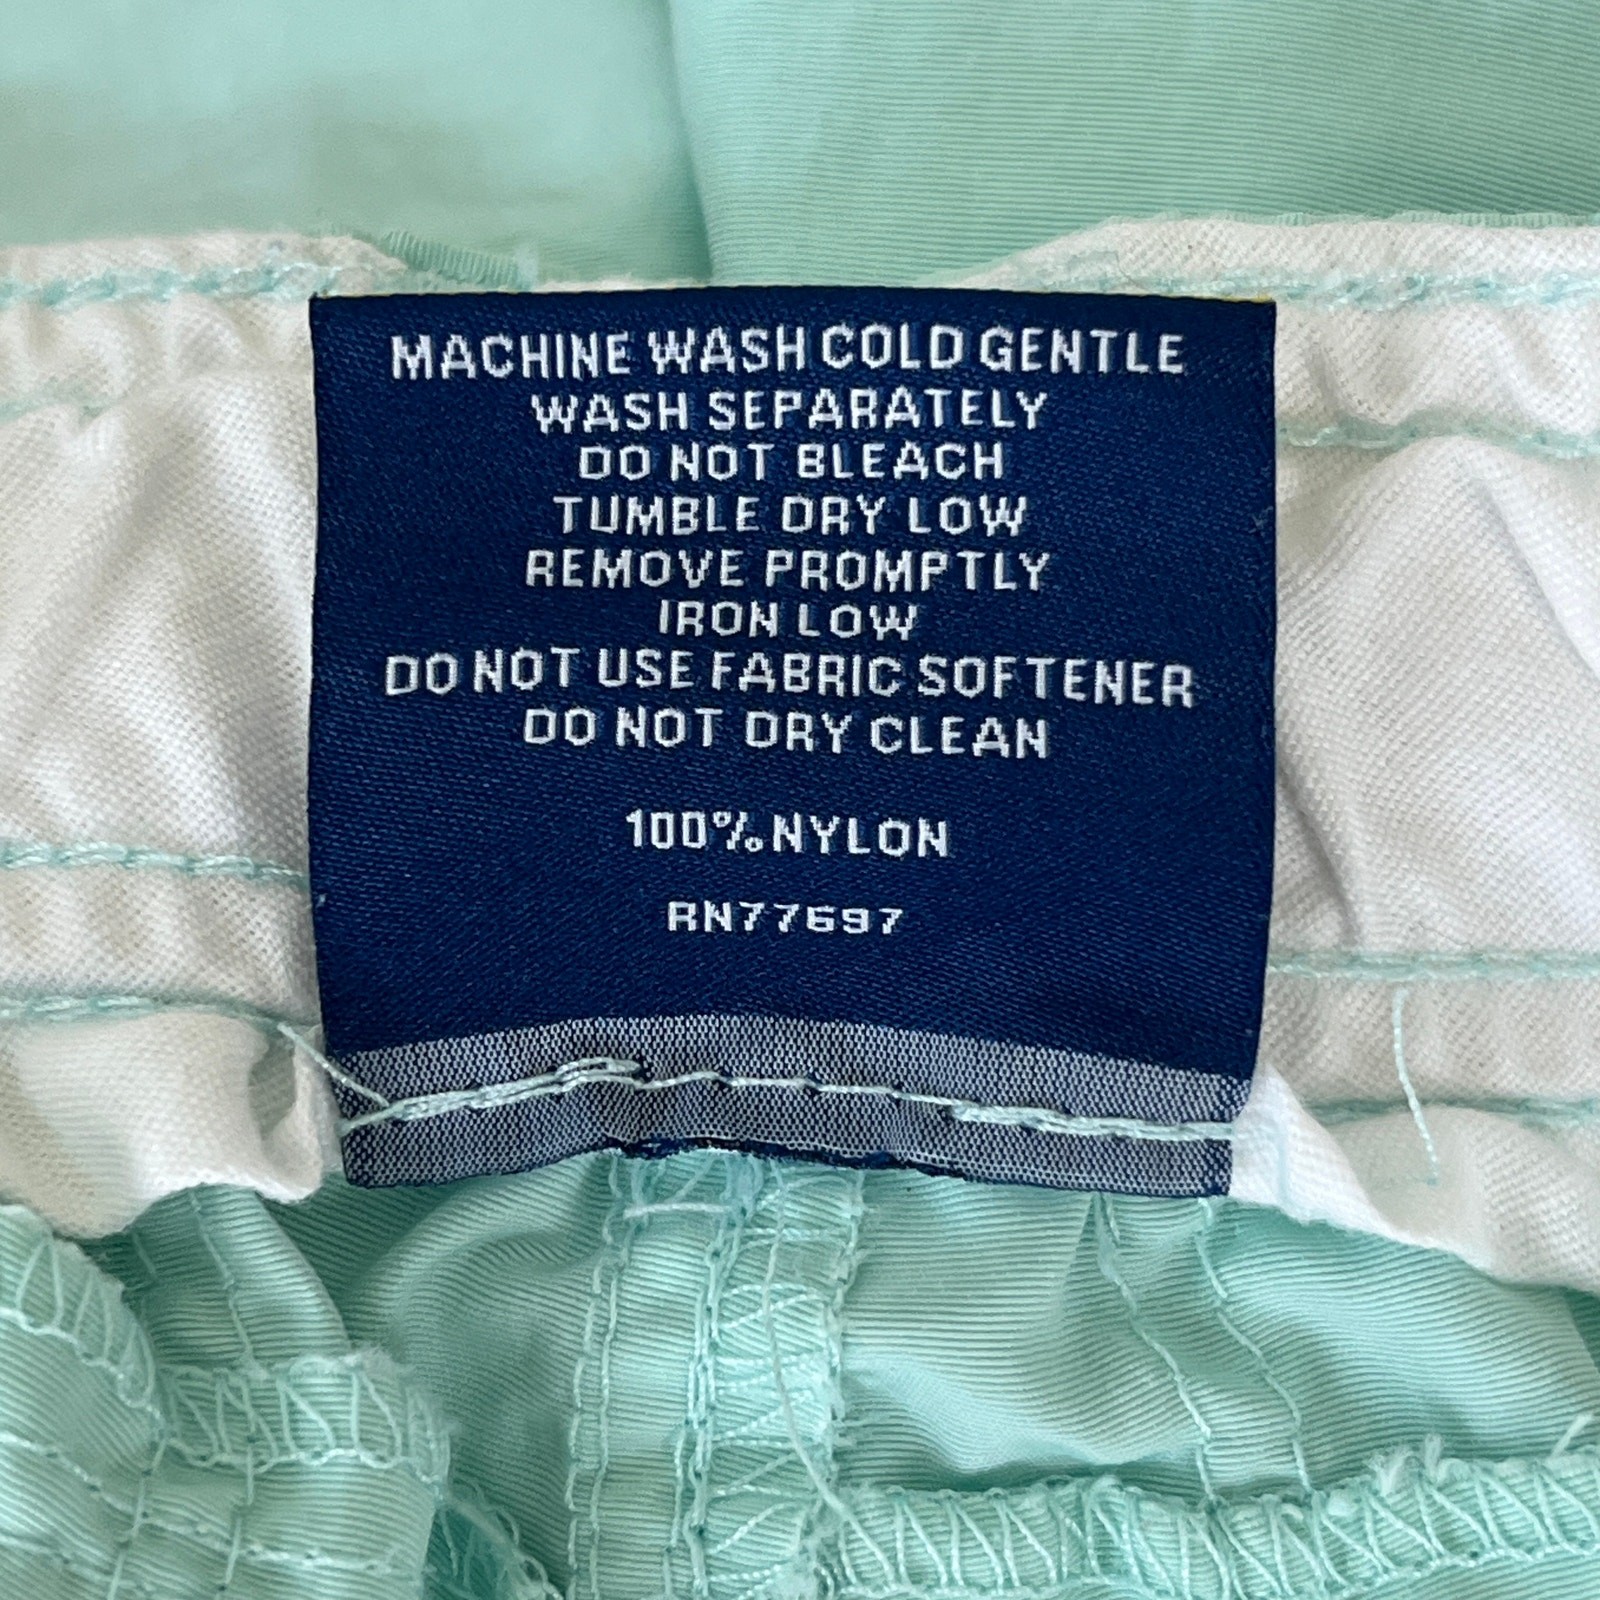 MACHINE WASH COLD GENTLE
WASH SEPARATELY
DO NOT BLEACH
TUMBLE DRY LOW
REMOVE PROMPTLY
IRON LOW
DO NOT USE FABRIC SOFTENER
DO NOT DRY CLEAN
100% NYLON
RN77697